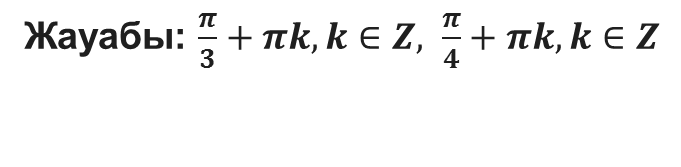 Жауабы: π/3 + πk, k ∈ Z, π/4 + πk, k ∈ Z